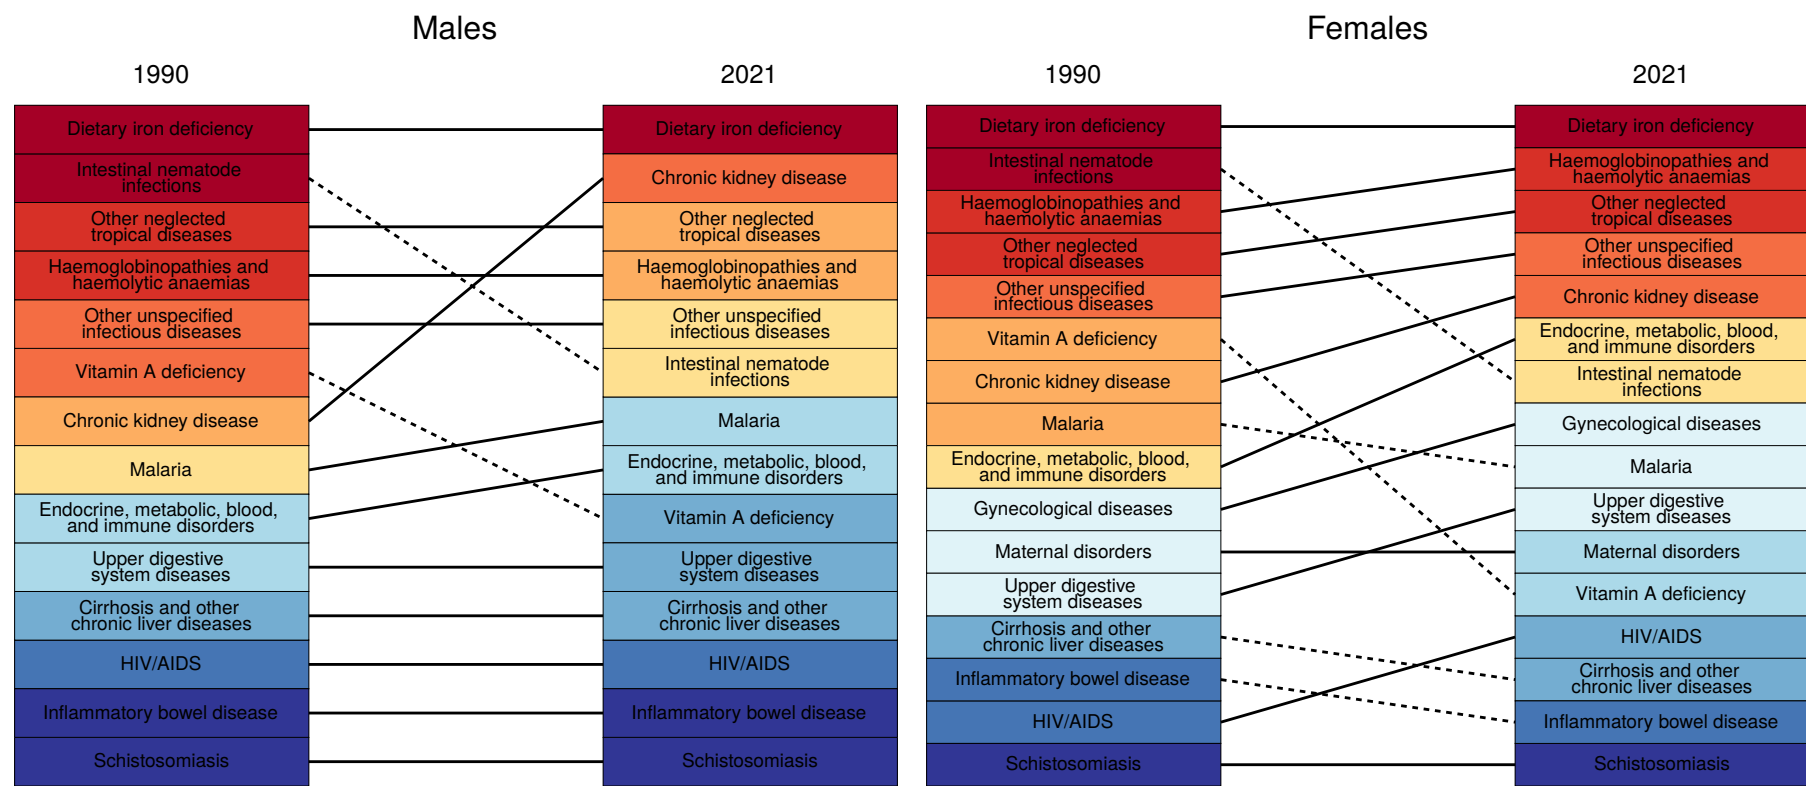 Males
1990
2021
Dietary iron deficiency
Intestinal nematode
infections
Other neglected
tropical diseases
Haemoglobinopathies and
haemolytic anaemias
Other unspecified
infectious diseases
Vitamin A deficiency
Chronic kidney disease
Malaria
Endocrine, metabolic, blood,
and immune disorders
Upper digestive
system diseases
Cirrhosis and other
chronic liver diseases
HIV/AIDS
Inflammatory bowel disease
Schistosomiasis
Dietary iron deficiency
Chronic kidney disease
Other neglected
tropical diseases
Haemoglobinopathies and
haemolytic anaemias
Other unspecified
infectious diseases
Intestinal nematode
infections
Malaria
Endocrine, metabolic, blood,
and immune disorders
Vitamin A deficiency
Upper digestive
system diseases
Cirrhosis and other
chronic liver diseases
HIV/AIDS
Inflammatory bowel disease
Schistosomiasis
Females
1990
2021
Dietary iron deficiency
Intestinal nematode
infections
Haemoglobinopathies and
haemolytic anaemias
Other neglected
tropical diseases
Other unspecified
infectious diseases
Vitamin A deficiency
Chronic kidney disease
Malaria
Endocrine, metabolic, blood,
and immune disorders
Gynecological diseases
Maternal disorders
Upper digestive
system diseases
Cirrhosis and other
chronic liver diseases
Inflammatory bowel disease
HIV/AIDS
Schistosomiasis
Dietary iron deficiency
Haemoglobinopathies and
haemolytic anaemias
Other neglected
tropical diseases
Other unspecified
infectious diseases
Chronic kidney disease
Endocrine, metabolic, blood,
and immune disorders
Intestinal nematode
infections
Gynecological diseases
Malaria
Upper digestive
system diseases
Maternal disorders
Vitamin A deficiency
HIV/AIDS
Cirrhosis and other
chronic liver diseases
Inflammatory bowel disease
Schistosomiasis